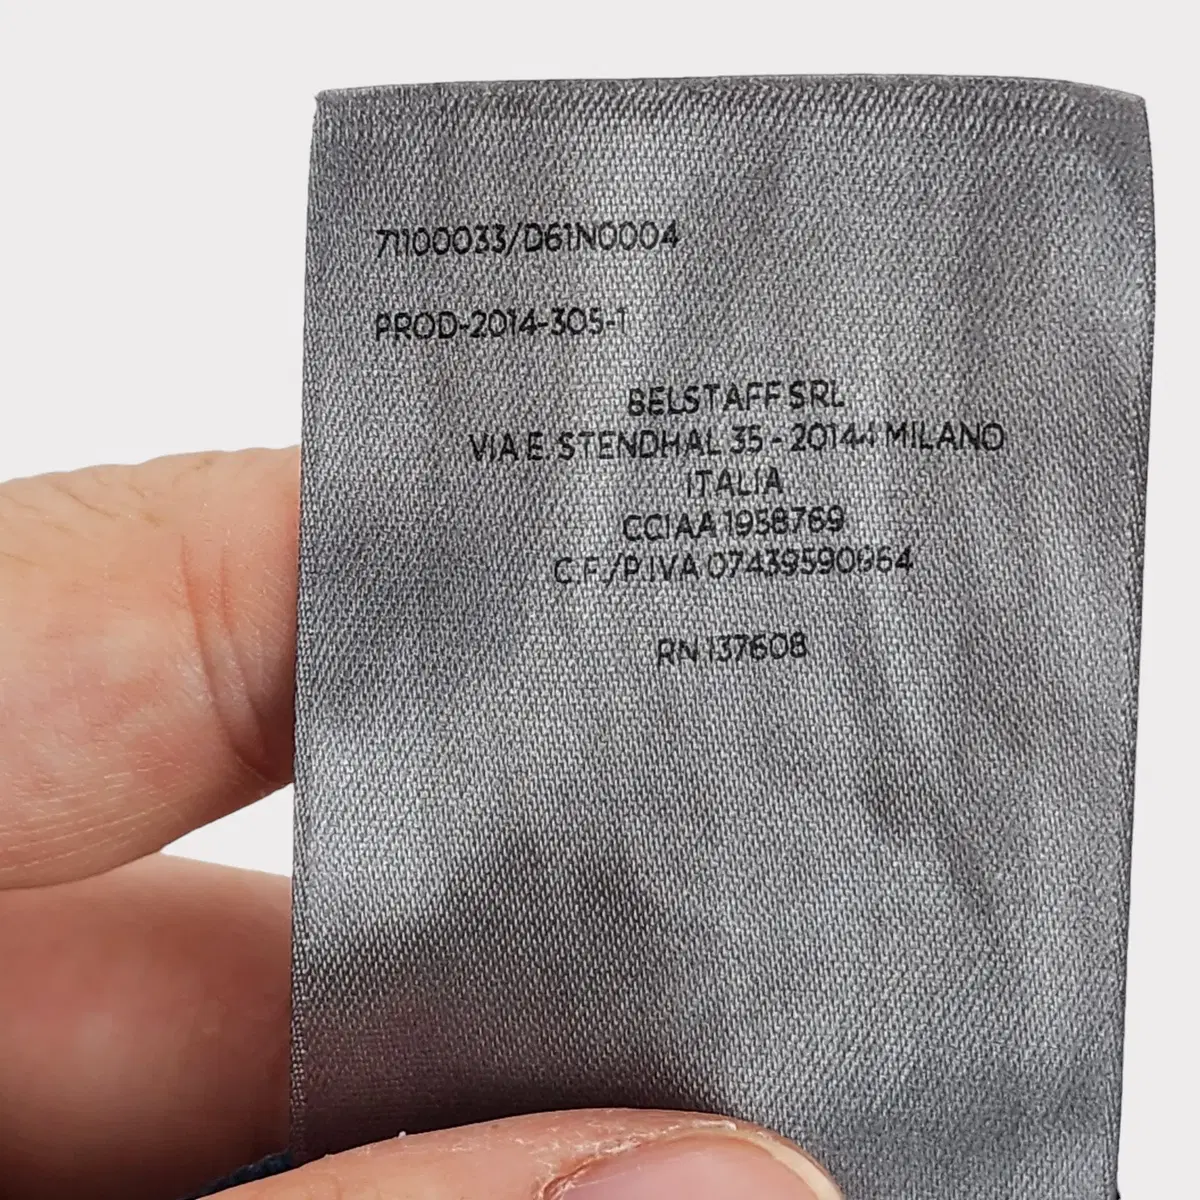 71100033/D61N0004
PROD-2014-305-1
BELSTAFF SRL
VIA E. STENDHAL 35 - 20144 MILANO
ITALIA
CCIAA 1958769
C.F./P.IVA 07439590964
RN 137608